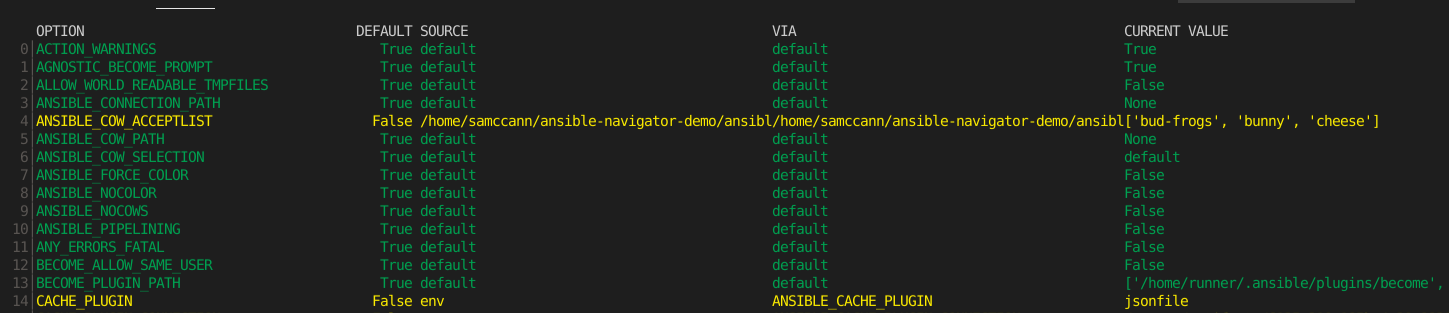 OPTION DEFAULT SOURCE VIA CURRENT VALUE
0 ACTION_WARNINGS True default default True
1 AGNOSTIC_BECOME_PROMPT True default default True
2 ALLOW_WORLD_READABLE_TMPFILES True default default False
3 ANSIBLE_CONNECTION_PATH True default default None
4 ANSIBLE_COW_ACCEPTLIST False /home/samccann/ansible-navigator-demo/ansibl /home/samccann/ansible-navigator-demo/ansibl ['bud-frogs', 'bunny', 'cheese']
5 ANSIBLE_COW_PATH True default default None
6 ANSIBLE_COW_SELECTION True default default default
7 ANSIBLE_FORCE_COLOR True default default False
8 ANSIBLE_NOCOLOR True default default False
9 ANSIBLE_NOCOWS True default default False
10 ANSIBLE_PIPELINING True default default False
11 ANY_ERRORS_FATAL True default default False
12 BECOME_ALLOW_SAME_USER True default default False
13 BECOME_PLUGIN_PATH True default default ['/home/runner/.ansible/plugins/become',
14 CACHE_PLUGIN False env ANSIBLE_CACHE_PLUGIN jsonfile